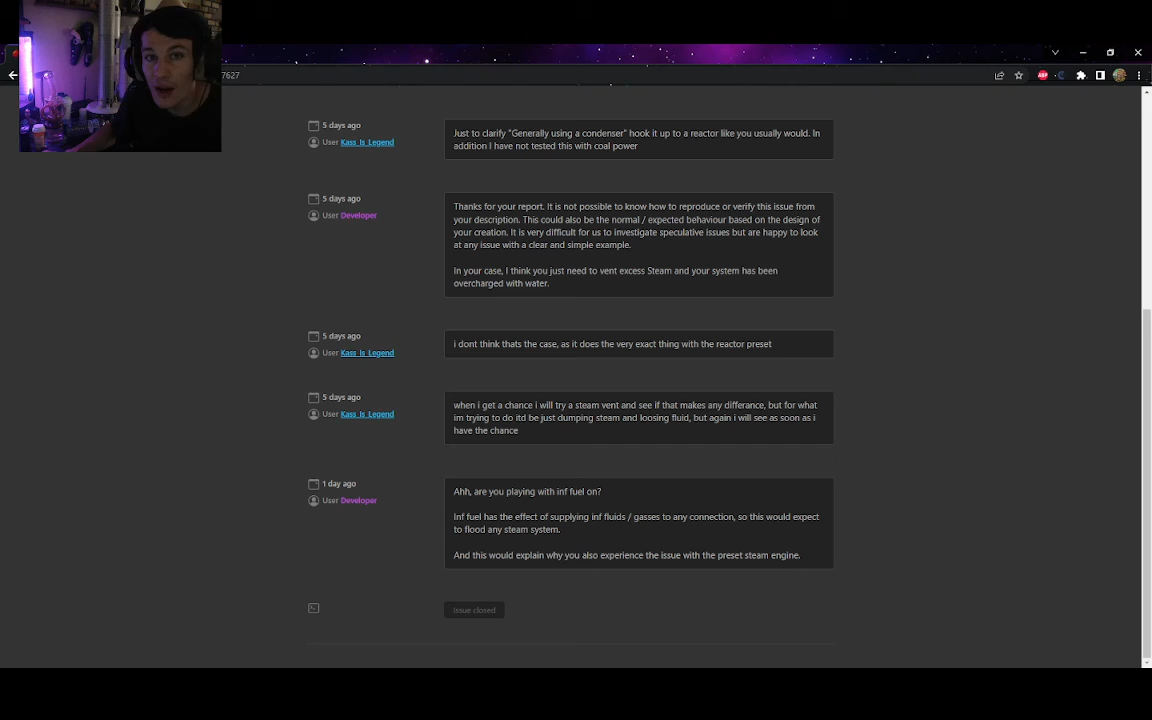 7627
5 days ago
User Kass_Is_Legend
Just to clarify "Generally using a condenser" hook it up to a reactor like you usually would. In
addition I have not tested this with coal power
5 days ago
User Developer
Thanks for your report. It is not possible to know how to reproduce or verify this issue from
your description. This could also be the normal / expected behaviour based on the design of
your creation. It is very difficult for us to investigate speculative issues but are happy to look
at any issue with a clear and simple example.
In your case, I think you just need to vent excess Steam and your system has been
overcharged with water.
5 days ago
User Kass_Is_Legend
i dont think thats the case, as it does the very exact thing with the reactor preset
5 days ago
User Kass_Is_Legend
when i get a chance i will try a steam vent and see if that makes any differance, but for what
im trying to do itd be just dumping steam and loosing fluid, but again i will see as soon as i
have the chance
1 day ago
User Developer
Ahh, are you playing with inf fuel on?
Inf fuel has the effect of supplying inf fluids / gasses to any connection, so this would expect
to flood any steam system.
And this would explain why you also experience the issue with the preset steam engine.
Issue closed